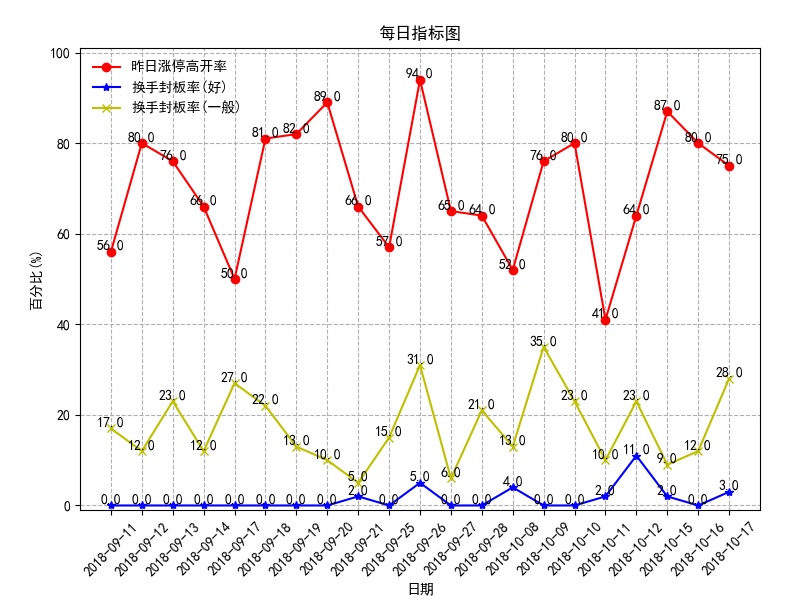 每日指标图
昨日涨停高开率
换手封板率(好)
换手封板率(一般)
百分比(%)
100
80
60
40
20
0
56.0 80.0 76.0 66.0 50.0 81.0 82.0 89.0 66.0 57.0 94.0 65.0 64.0 52.0 76.0 80.0 41.0 64.0 87.0 80.0 75.0
17.0 12.0 23.0 12.0 27.0 22.0 13.0 10.0 5.0 15.0 31.0 6.0 21.0 13.0 35.0 23.0 10.0 23.0 9.0 12.0 28.0
0.0 0.0 0.0 0.0 0.0 0.0 0.0 0.0 2.0 0.0 5.0 0.0 0.0 4.0 0.0 0.0 2.0 11.0 2.0 0.0 3.0
2018-09-11 2018-09-12 2018-09-13 2018-09-14 2018-09-17 2018-09-18 2018-09-19 2018-09-20 2018-09-21 2018-09-25 2018-09-26 2018-09-27 2018-09-28 2018-10-08 2018-10-09 2018-10-10 2018-10-11 2018-10-12 2018-10-15 2018-10-16 2018-10-17
日期